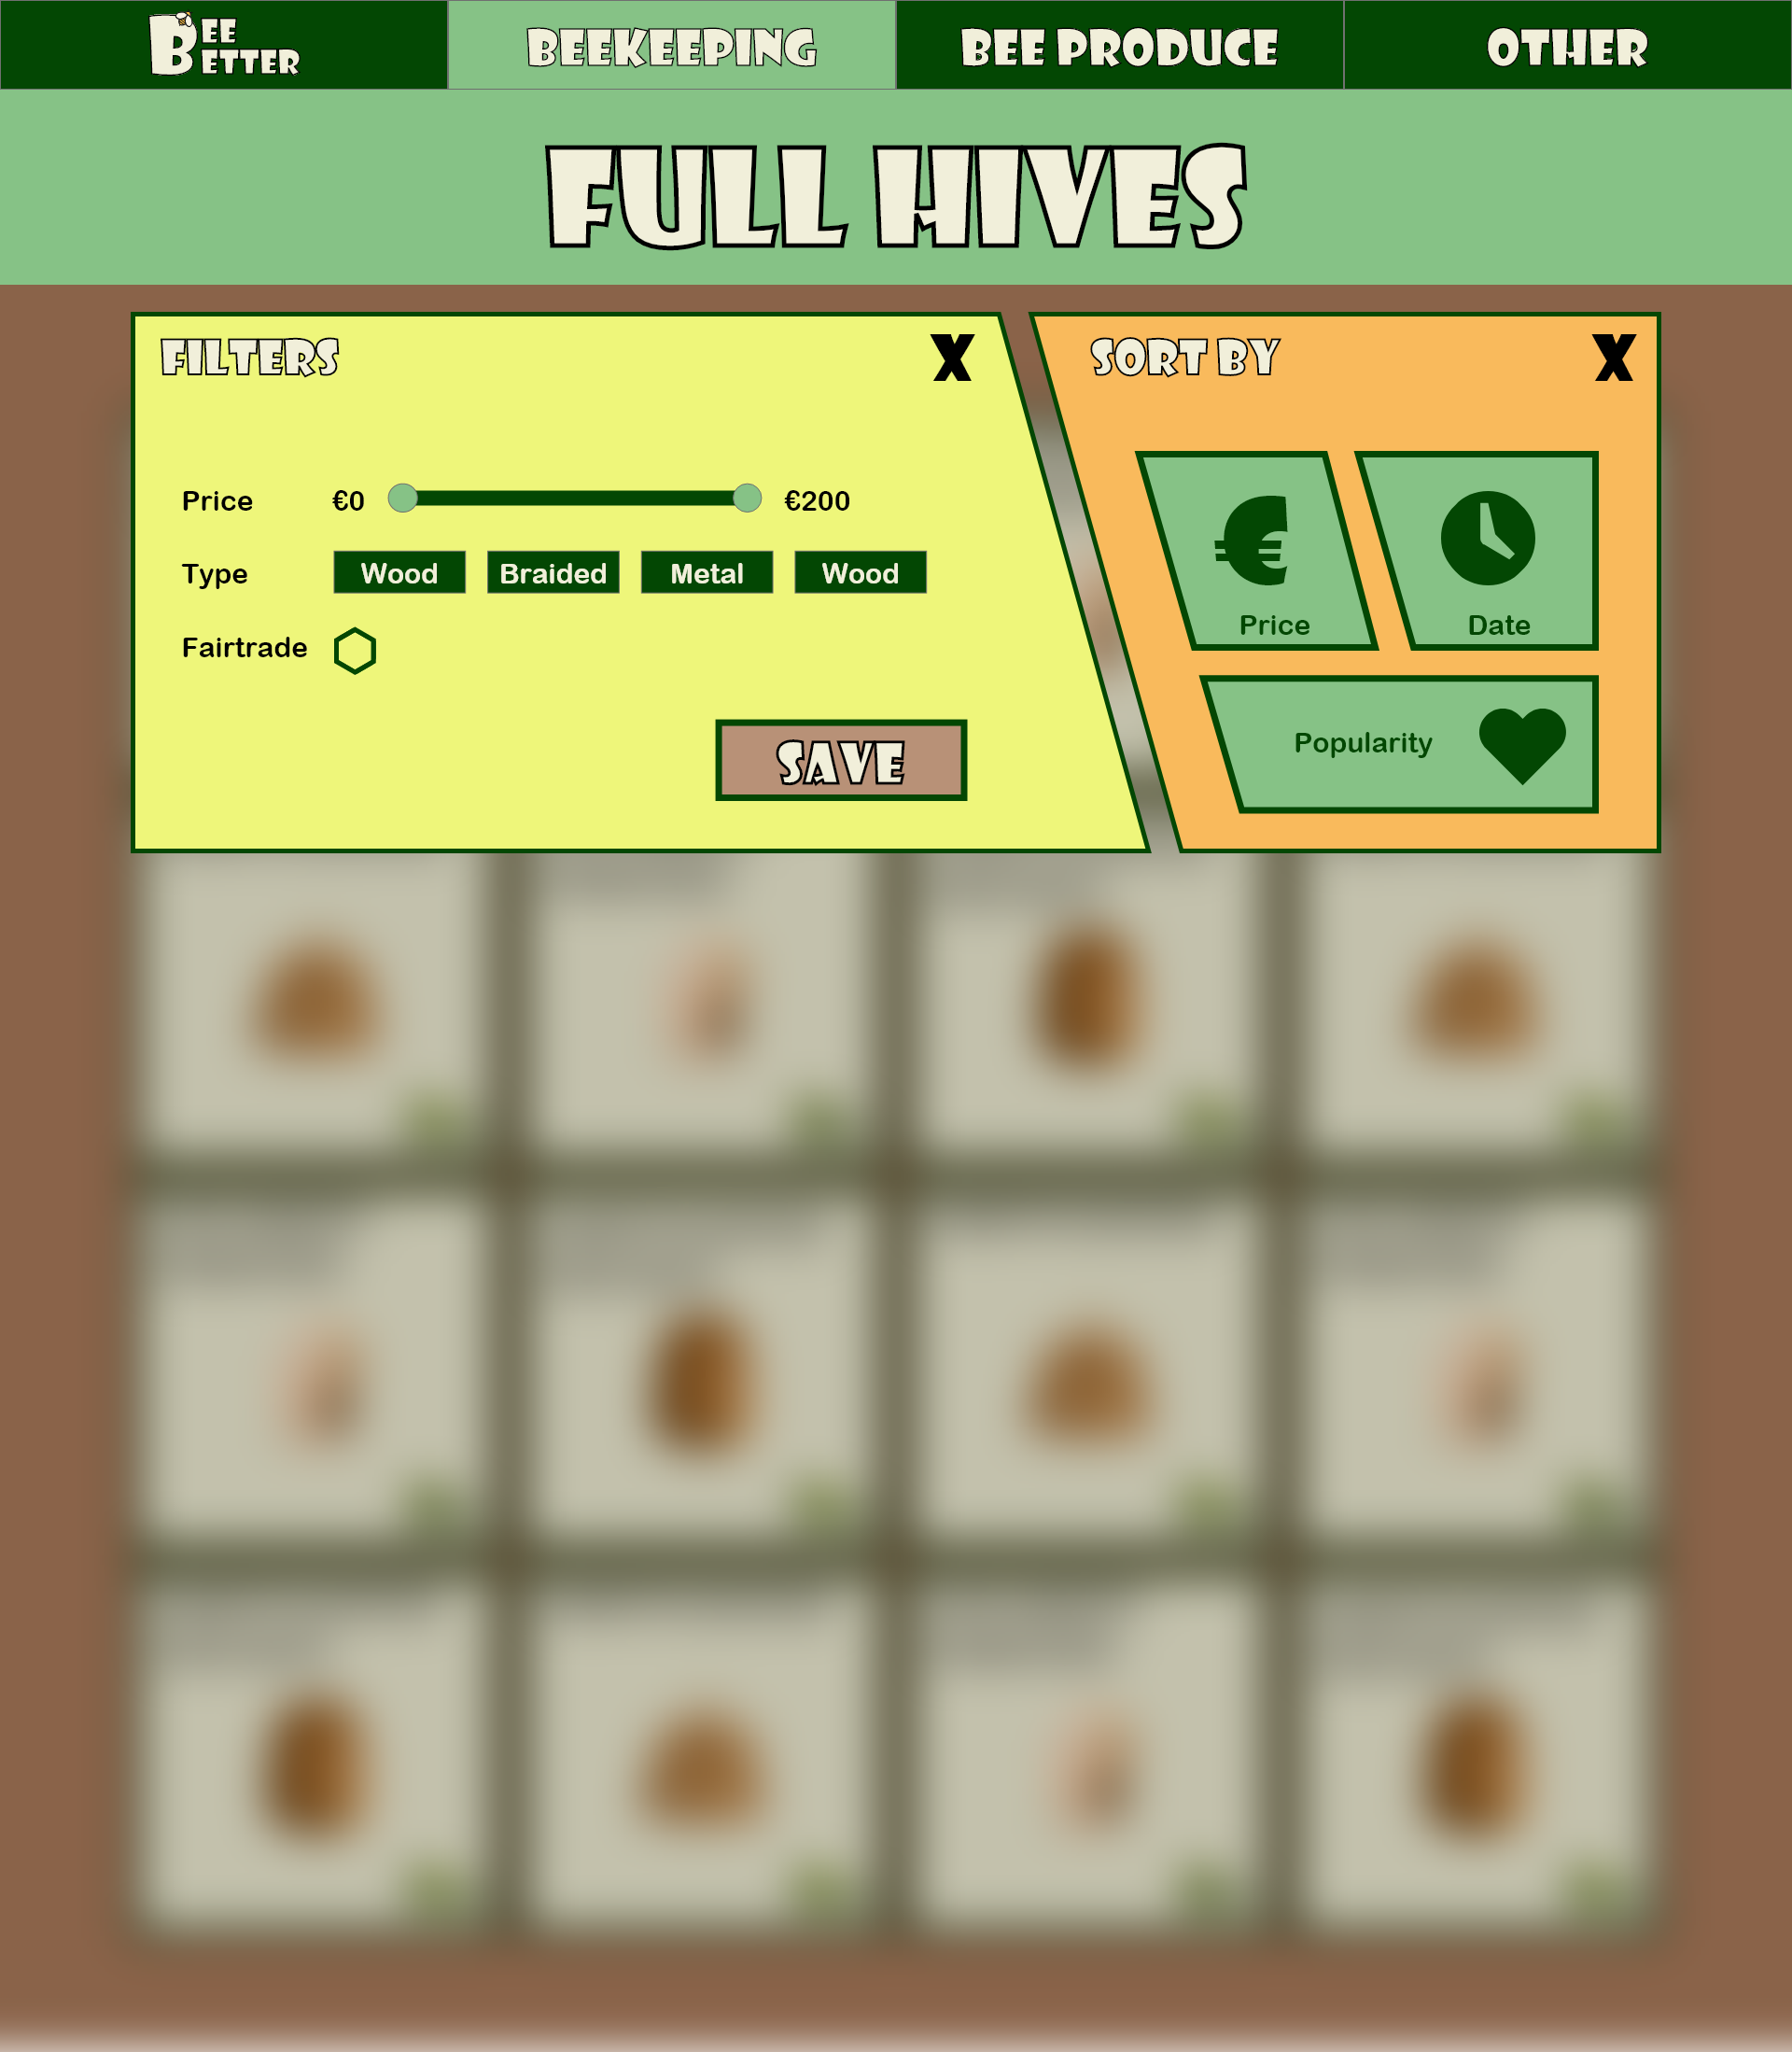 BEE
BETTER
BEEKEEPING
BEE PRODUCE
OTHER
FULL HIVES
FILTERS
X
SORT BY
X
Price €0 €200
Type Wood Braided Metal Wood
Fairtrade
SAVE
€
Price
Date
Popularity